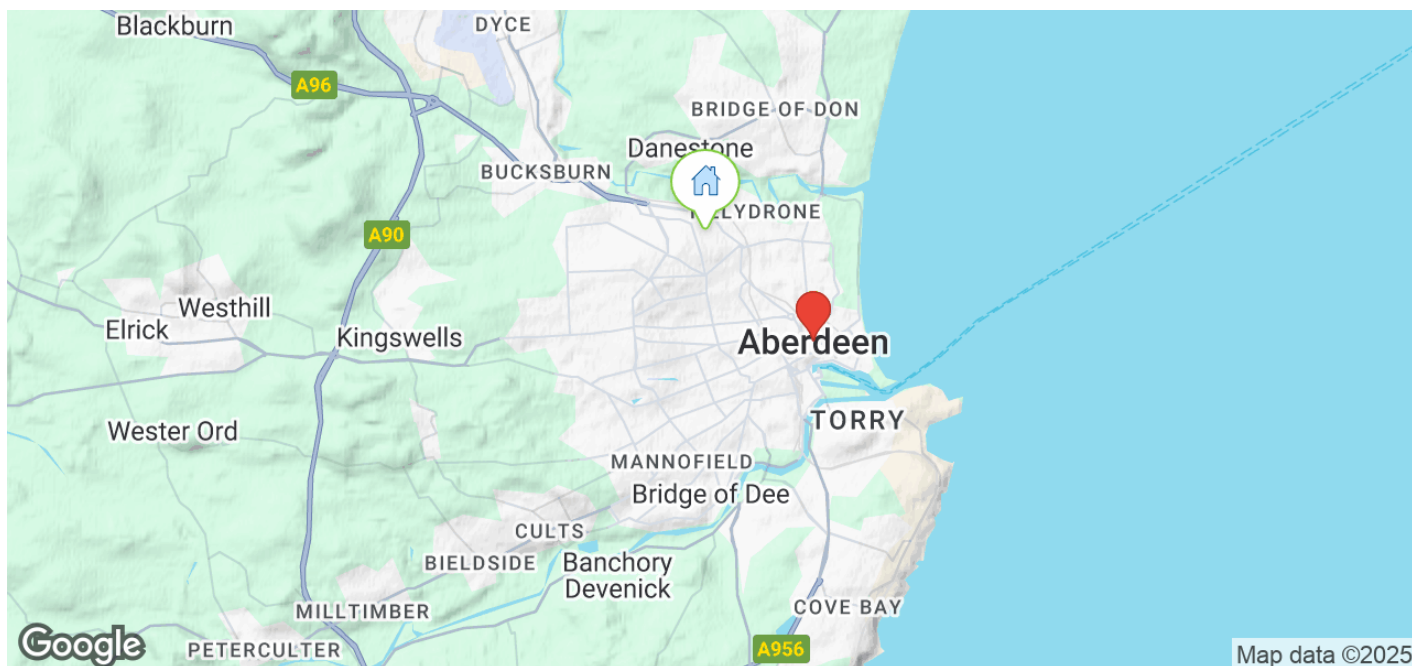 Blackburn
DYCE
A96
BRIDGE OF DON
Danestone
BUCKSBURN
A90
Westhill
Elrick
Kingswells
Aberdeen
Wester Ord
TORRY
MANNOFIELD
Bridge of Dee
CULTS
BIELDSIDE
Banchory
Devenick
MILLTIMBER
COVE BAY
PETERCULTER
A956
Google
Map data ©2025